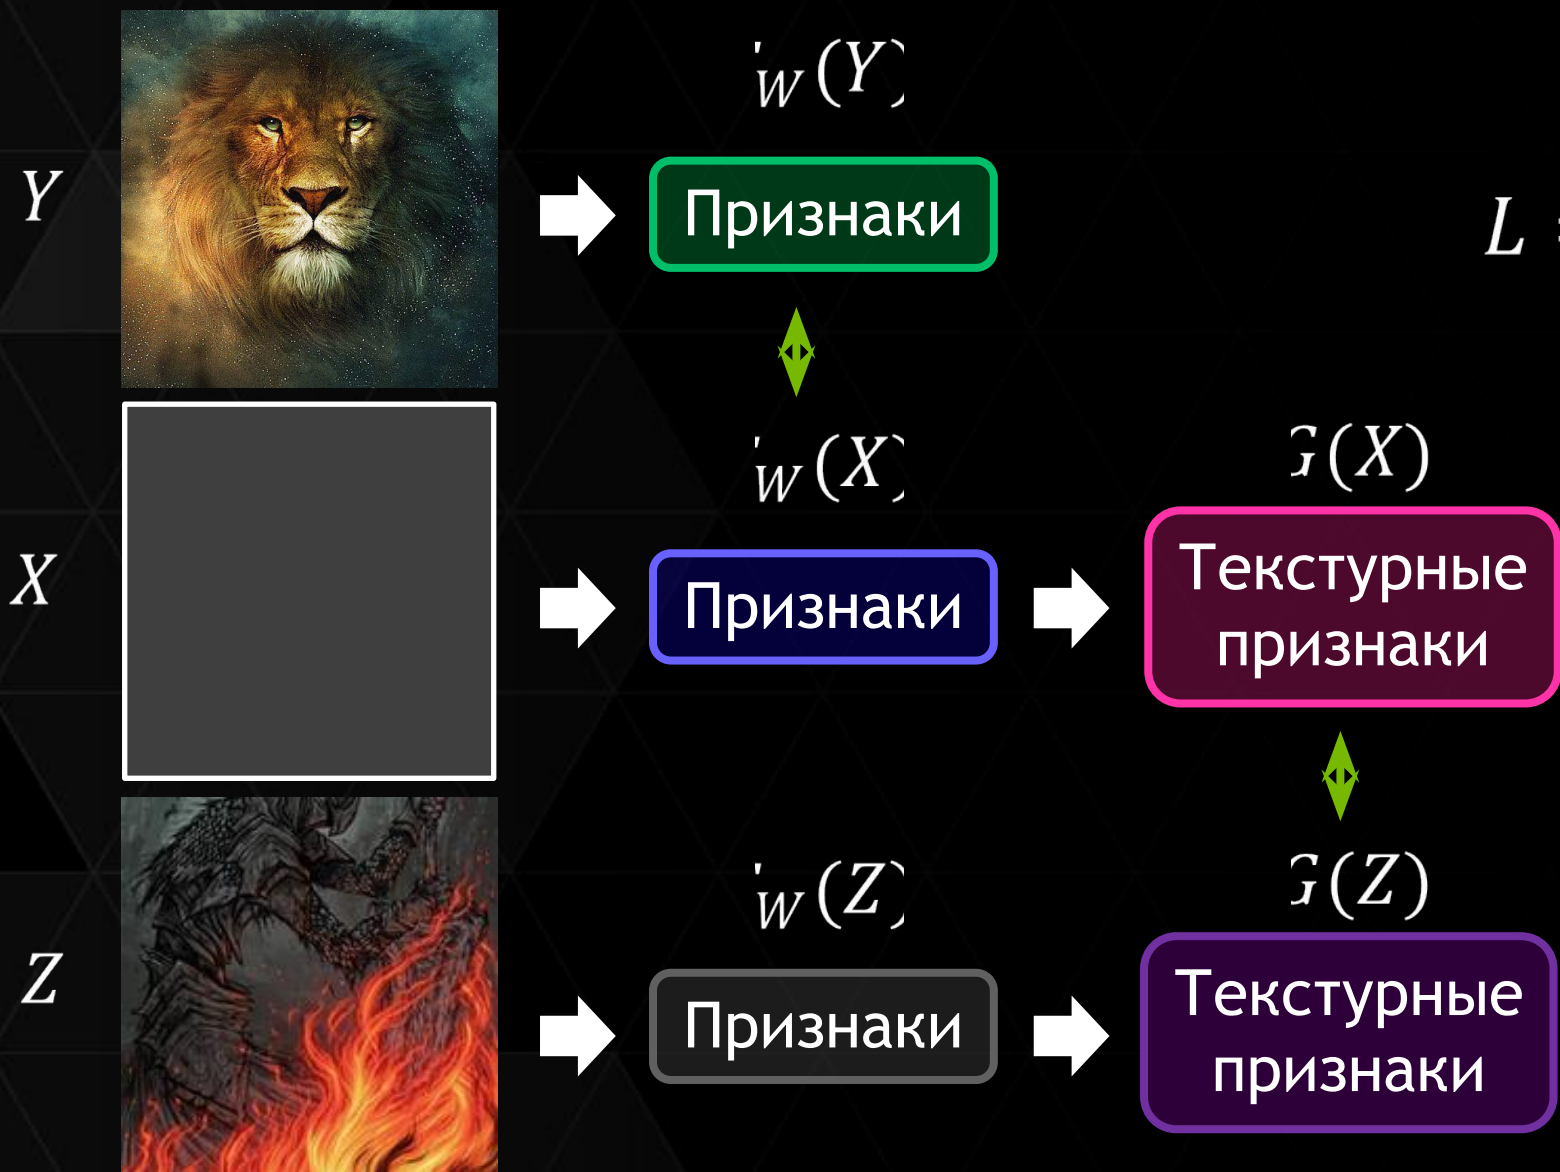 W(Y)
Y
Признаки
L
W(X)
G(X)
X
Признаки
Текстурные
признаки
W(Z)
G(Z)
Z
Признаки
Текстурные
признаки